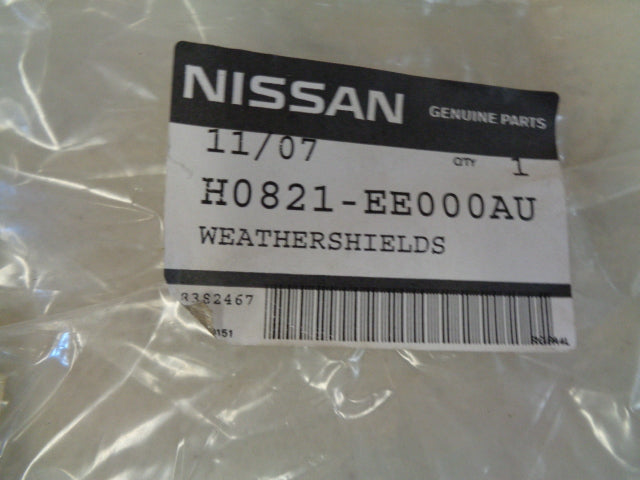 NISSAN GENUINE PARTS
11/07 QTY 1
H0821-EE000AU
WEATHERSHIELDS
3382467